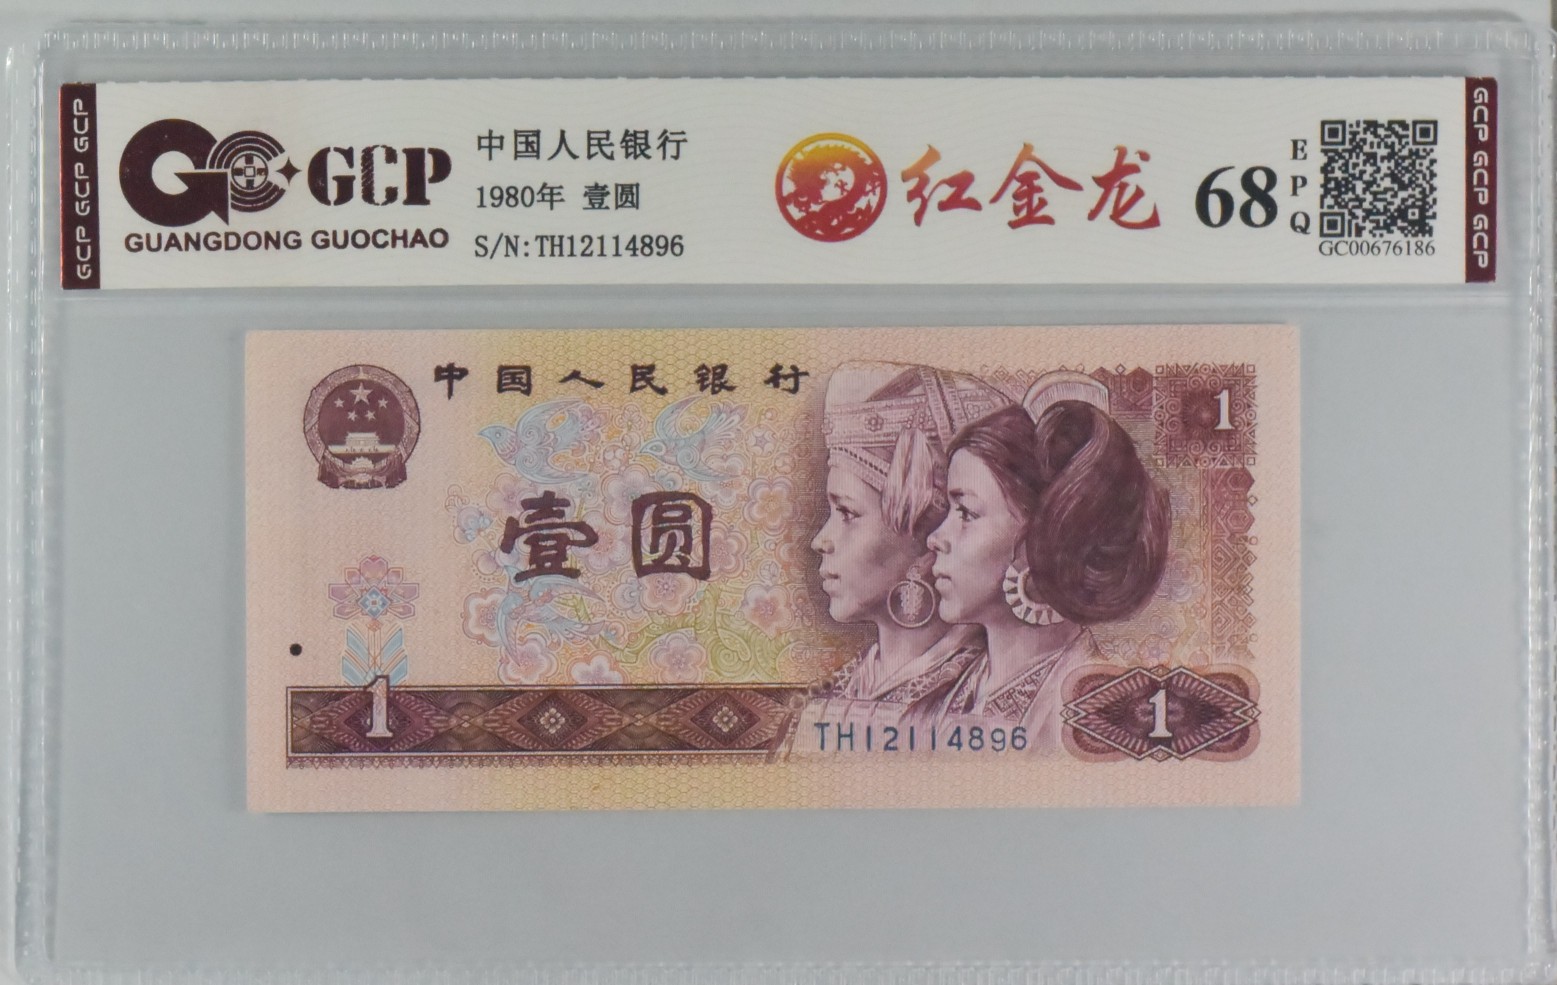 GCP GCP GCP
GCP
GUANGDONG GUOCHAO
中国人民银行
1980年 壹圆
S/N:TH12114896
红金龙
68
EPQ
GC00676186
GCP GCP GCP
中国人民银行
1
壹圆
1
TH12114896
1